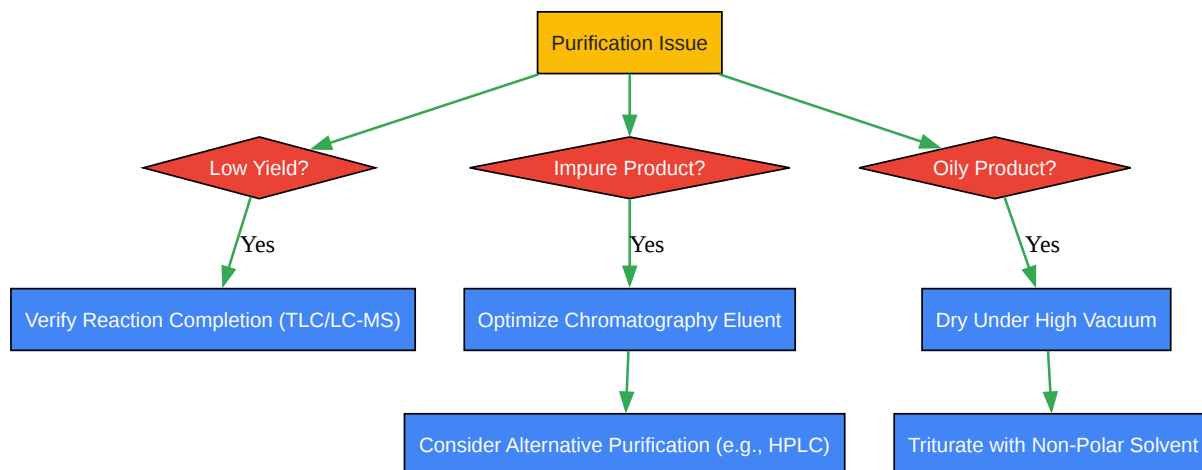 Purification Issue
Low Yield?
Impure Product?
Oily Product?
Yes
Yes
Yes
Verify Reaction Completion (TLC/LC-MS)
Optimize Chromatography Eluent
Dry Under High Vacuum
Consider Alternative Purification (e.g., HPLC)
Triturate with Non-Polar Solvent